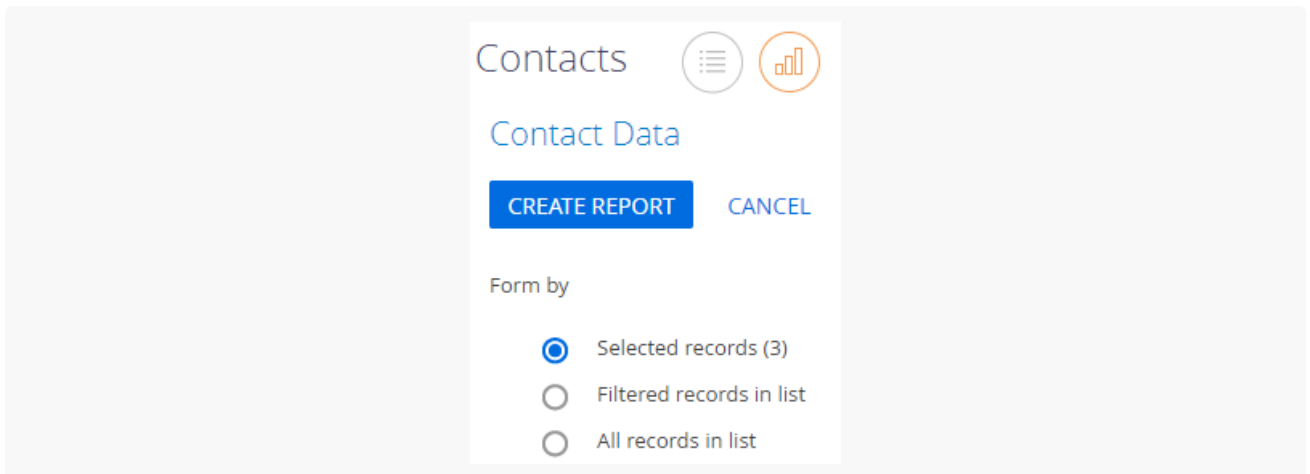 Contacts
Contact Data
CREATE REPORT CANCEL
Form by
Selected records (3)
Filtered records in list
All records in list